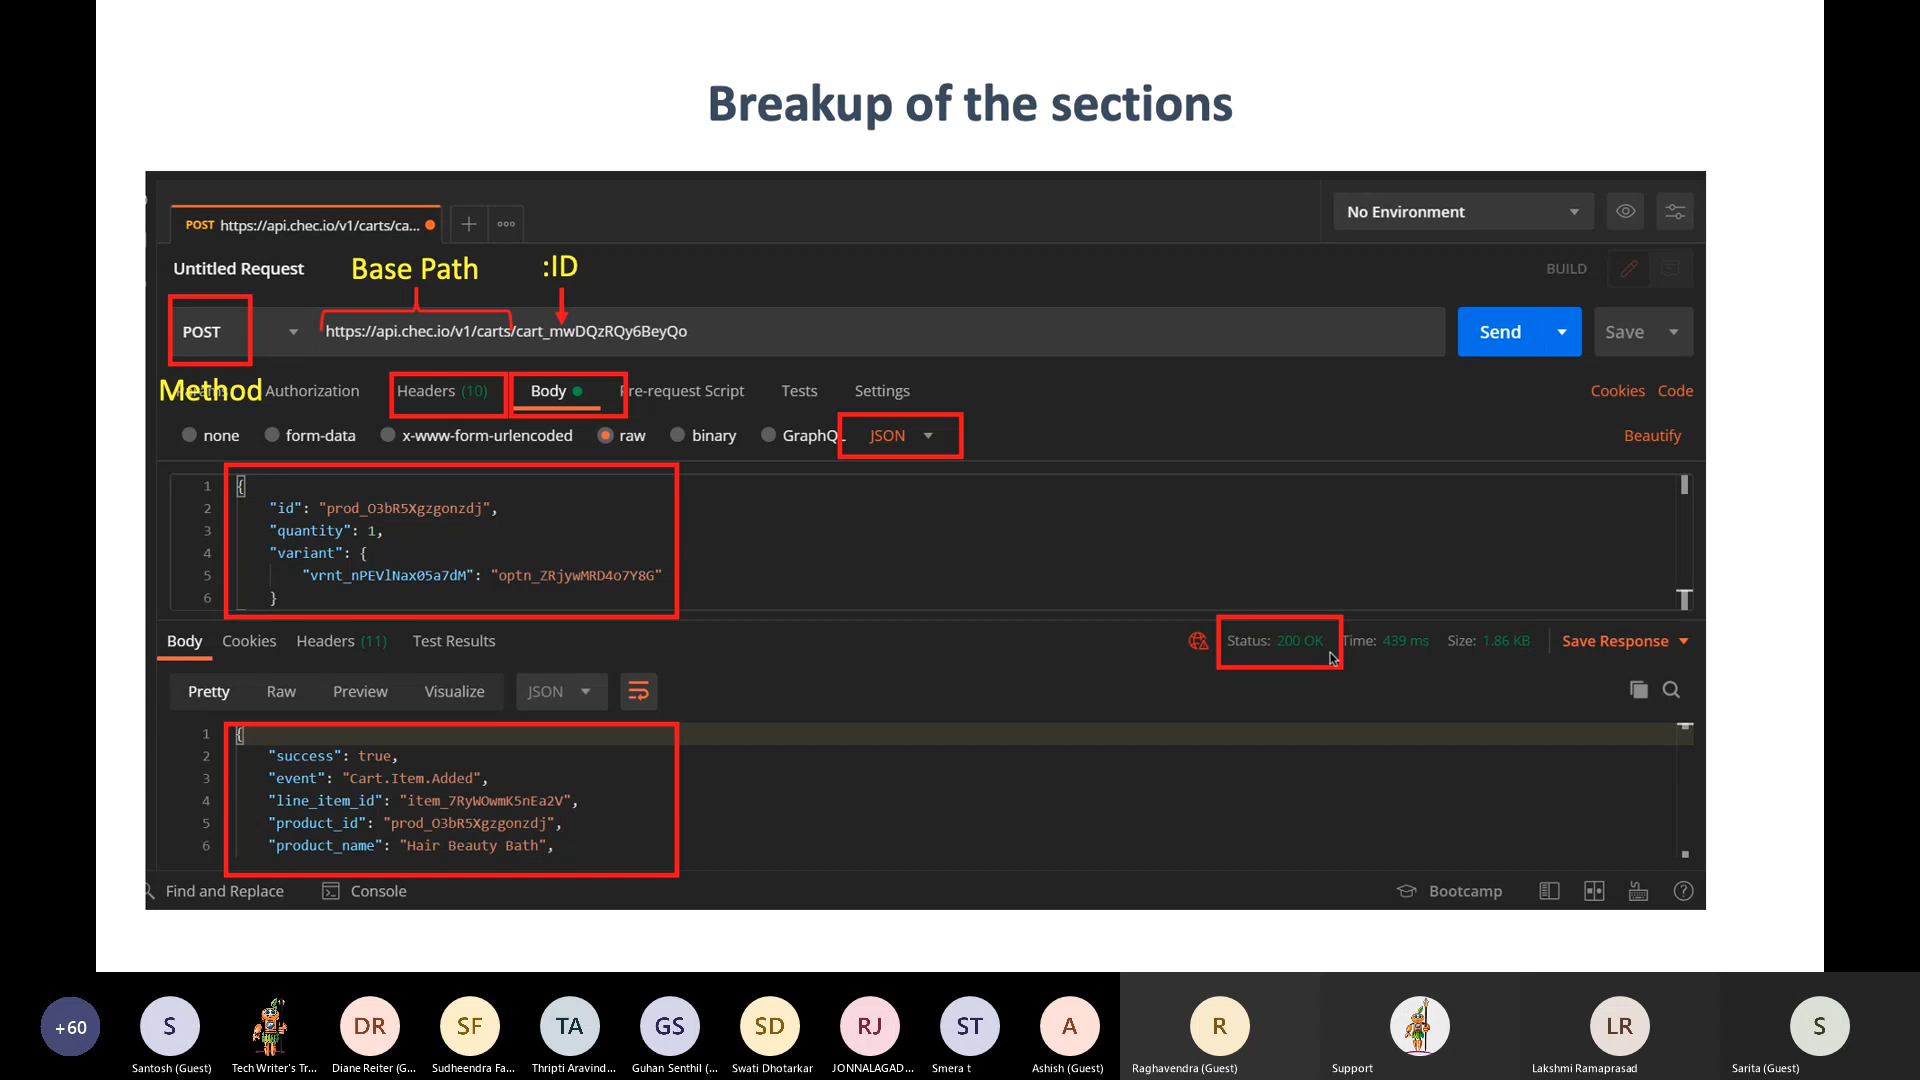 Breakup of the sections
POST https://api.chec.io/v1/carts/ca...
No Environment
Untitled Request
Base Path
:ID
BUILD
POST
https://api.chec.io/v1/carts/cart_mwDQzRQy6BeyQo
Send
Save
Method
Authorization
Headers (10)
Body
Pre-request Script
Tests
Settings
Cookies
Code
none
form-data
x-www-form-urlencoded
raw
binary
GraphQL
JSON
Beautify
1 {
2 "id": "prod_O3bR5Xgzgonzdj",
3 "quantity": 1,
4 "variant": {
5 "vrnt_nPEVlNax05a7dM": "optn_ZRjywMRD4o7Y8G"
6 }
Body
Cookies
Headers (11)
Test Results
Status: 200 OK
Time: 439 ms
Size: 1.86 KB
Save Response
Pretty
Raw
Preview
Visualize
JSON
1 {
2 "success": true,
3 "event": "Cart.Item.Added",
4 "line_item_id": "item_7RyWOwmK5nEa2V",
5 "product_id": "prod_O3bR5Xgzgonzdj",
6 "product_name": "Hair Beauty Bath",
Find and Replace
Console
Bootcamp
+60
S
DR
SF
TA
GS
SD
RJ
ST
A
R
LR
S
Santosh (Guest)
Tech Writer's Tr...
Diane Reiter (G...
Sudheendra Fa...
Thripti Aravind...
Guhan Senthil (...
Swati Dhotarkar
JONNALAGAD...
Smera t
Ashish (Guest)
Raghavendra (Guest)
Support
Lakshmi Ramaprasad
Sarita (Guest)